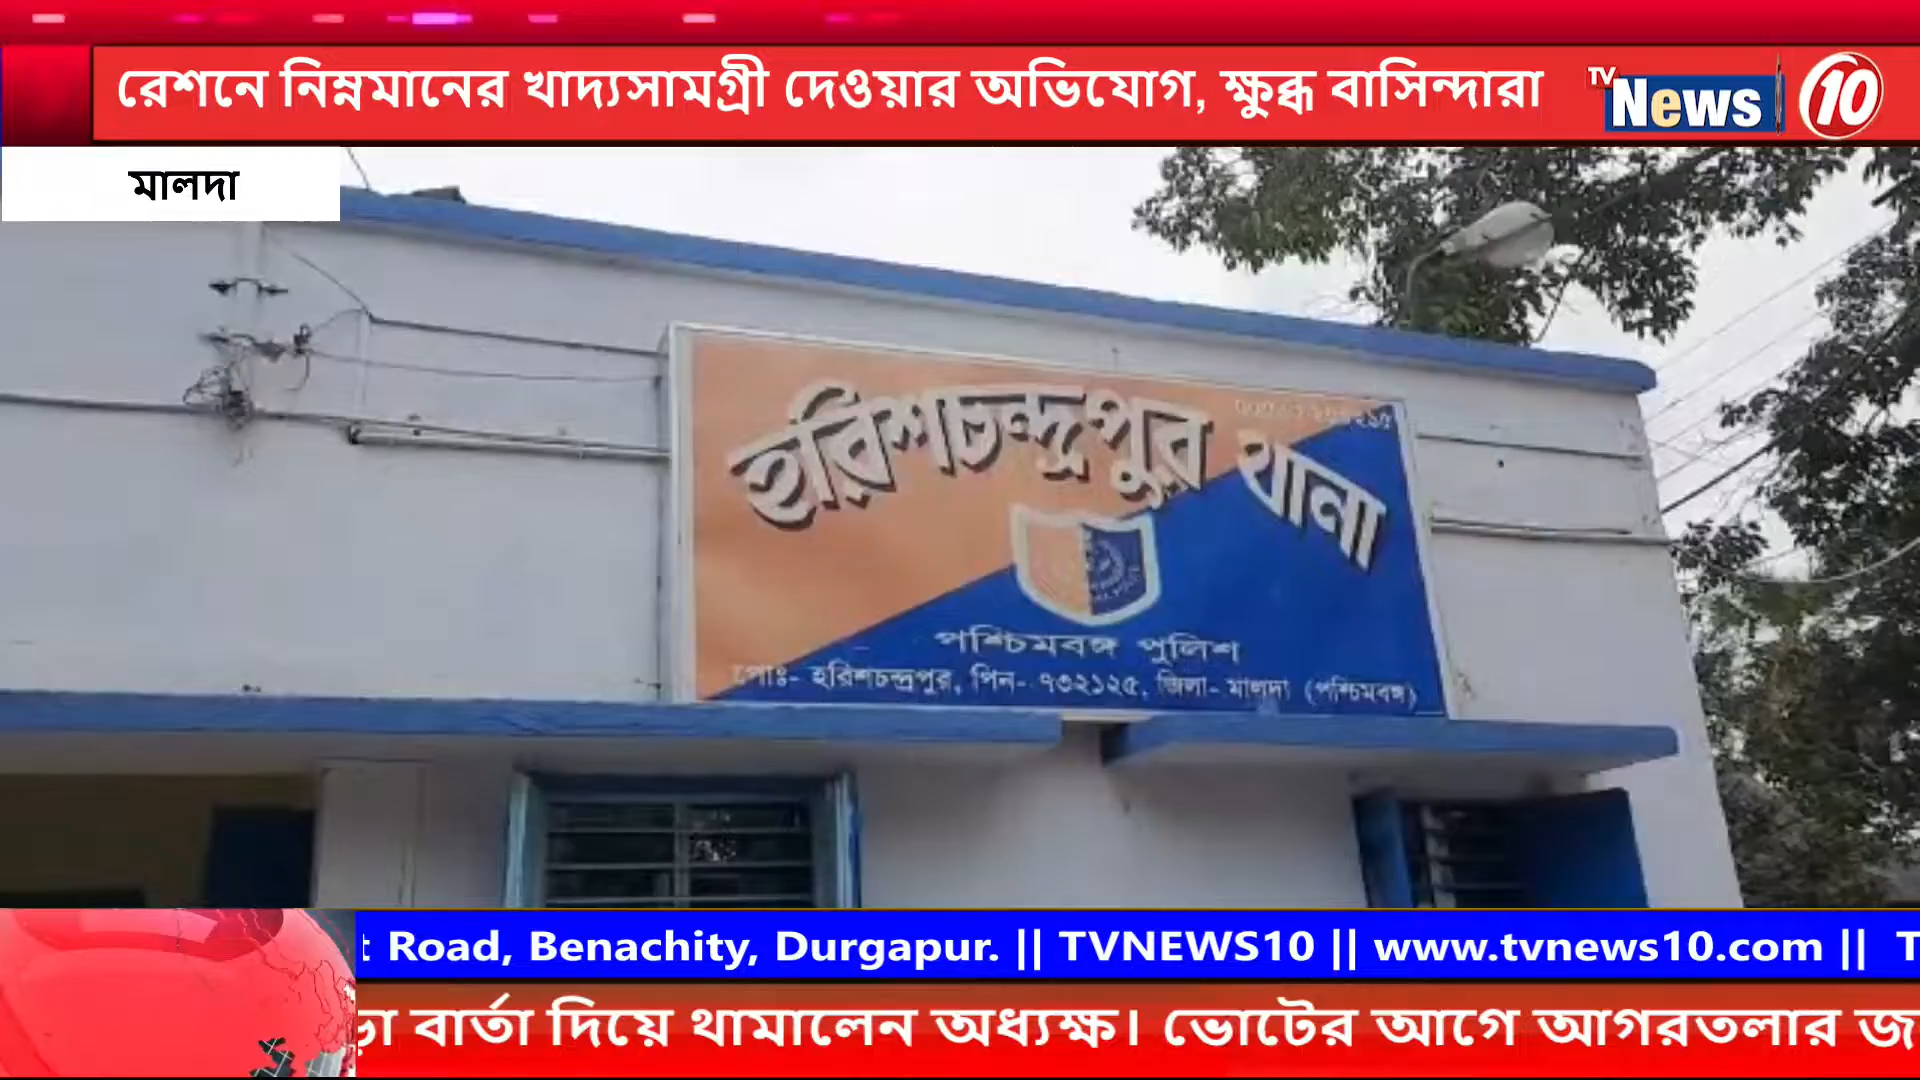 রেশনে নিম্নমানের খাদ্যসামগ্রী দেওয়ার অভিযোগ, ক্ষুব্ধ বাসিন্দারা
TV News 10
মালদা
হরিশচন্দ্রপুর থানা
পশ্চিমবঙ্গ পুলিশ
পোঃ- হরিশচন্দ্রপুর, পিন- ৭৩২১২৫, জিলা- মালদা (পশ্চিমবঙ্গ)
Road, Benachity, Durgapur. || TVNEWS10 || www.tvnews10.com ||
বার্তা দিয়ে থামালেন অধ্যক্ষ। ভোটের আগে আগরতলার